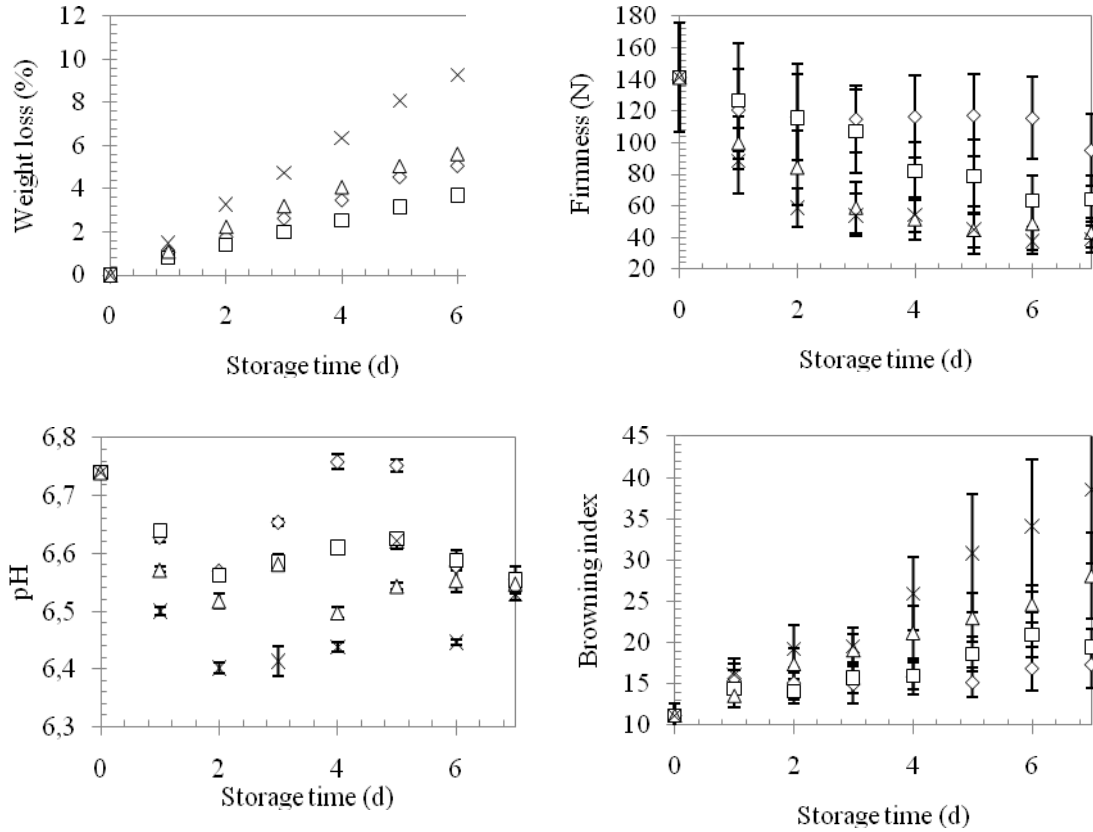 Weight loss (%)
12
10
8
6
4
2
0
0 2 4 6
Storage time (d)
Firmness (N)
180
160
140
120
100
80
60
40
20
0 2 4 6
Storage time (d)
pH
6,8
6,7
6,6
6,5
6,4
6,3
0 2 4 6
Storage time (d)
Browning index
45
40
35
30
25
20
15
10
0 2 4 6
Storage time (d)